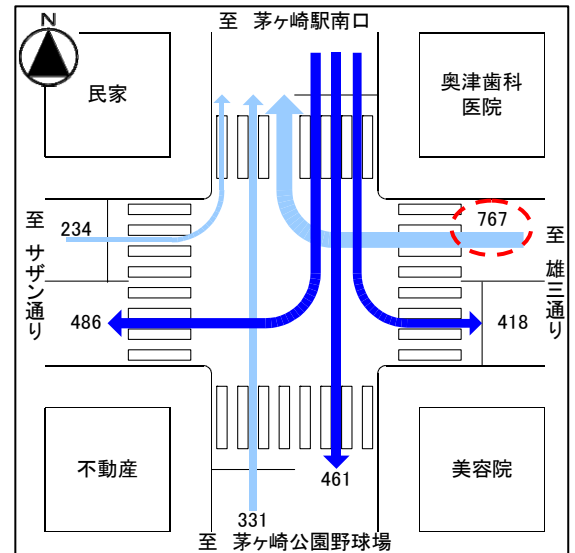 N
至 茅ヶ崎駅南口
民家
奥津歯科
医院
至 サザン通り
234
767
至 雄三通り
486
418
不動産
美容院
461
331
至 茅ヶ崎公園野球場